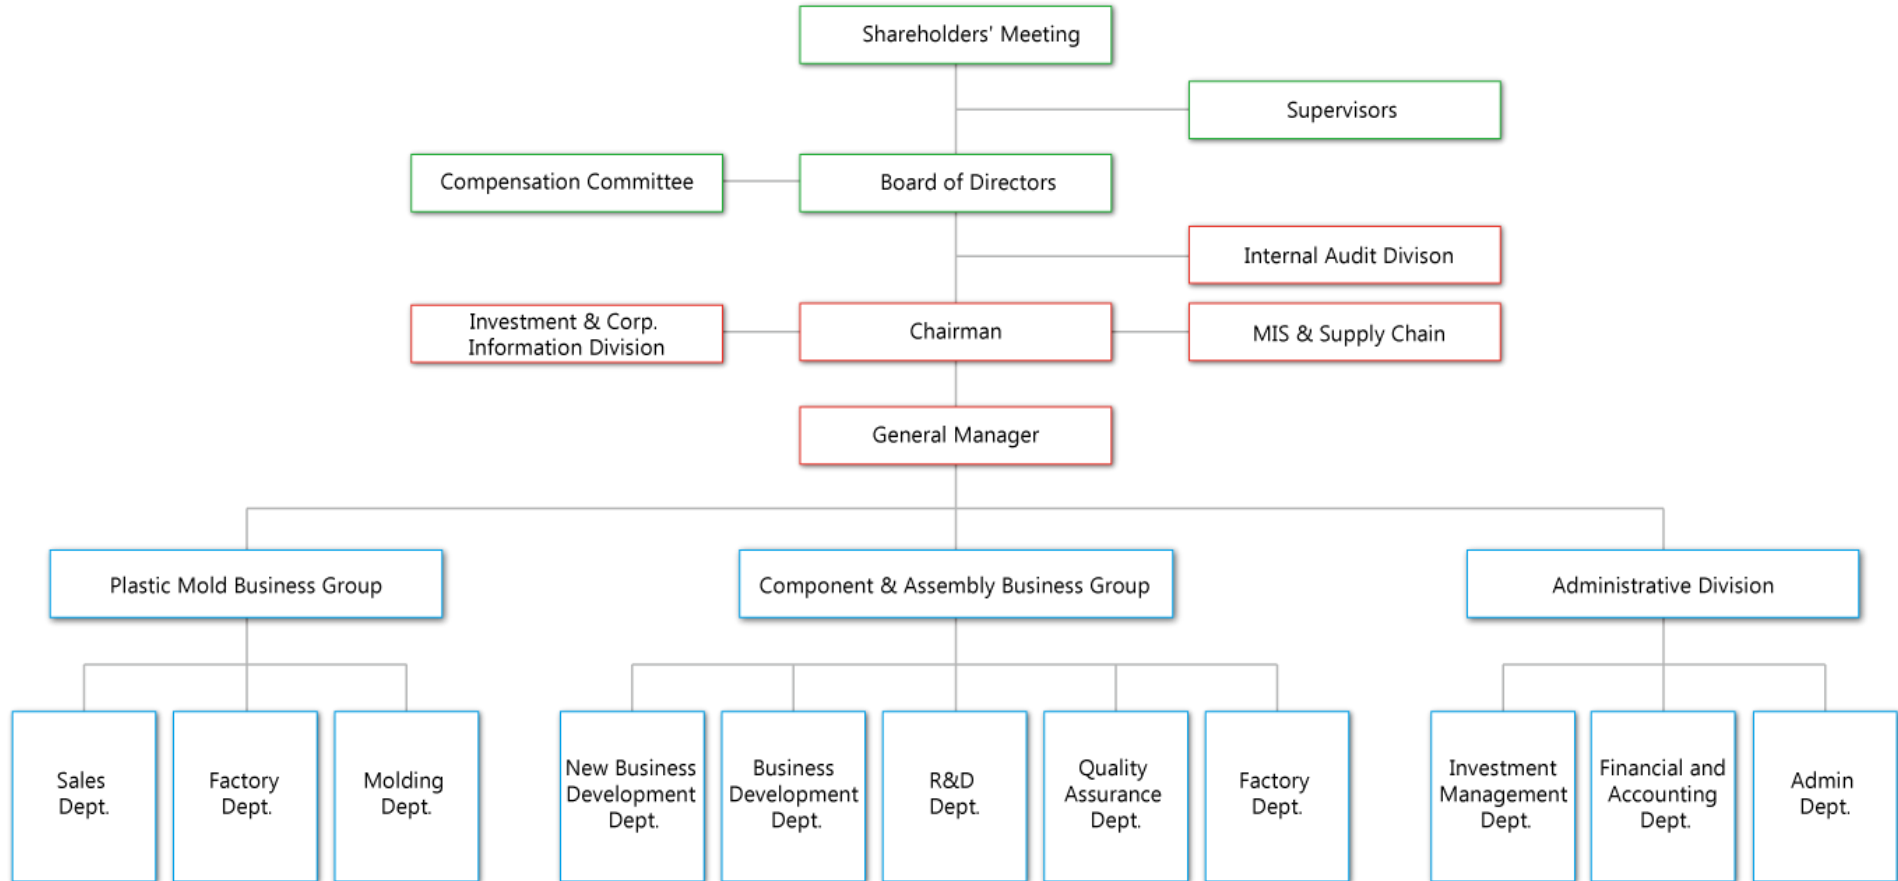 Shareholders' Meeting
Supervisors
Compensation Committee
Board of Directors
Internal Audit Divison
Investment & Corp.
Information Division
Chairman
MIS & Supply Chain
General Manager
Plastic Mold Business Group
Component & Assembly Business Group
Administrative Division
Sales
Dept.
Factory
Dept.
Molding
Dept.
New Business
Development
Dept.
Business
Development
Dept.
R&D
Dept.
Quality
Assurance
Dept.
Factory
Dept.
Investment
Management
Dept.
Financial and
Accounting
Dept.
Admin
Dept.